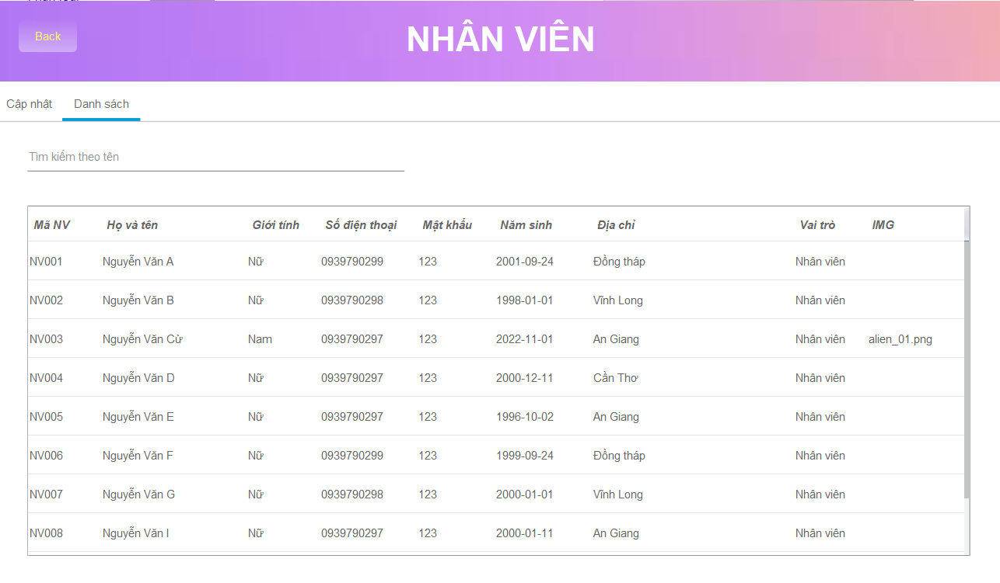 Back
NHÂN VIÊN
Cập nhật Danh sách
Tìm kiếm theo tên
Mã NV Họ và tên Giới tính Số điện thoại Mật khẩu Năm sinh Địa chỉ Vai trò IMG
NV001 Nguyễn Văn A Nữ 0939790299 123 2001-09-24 Đồng tháp Nhân viên
NV002 Nguyễn Văn B Nữ 0939790298 123 1998-01-01 Vĩnh Long Nhân viên
NV003 Nguyễn Văn Cừ Nam 0939790297 123 2022-11-01 An Giang Nhân viên alien_01.png
NV004 Nguyễn Văn D Nữ 0939790297 123 2000-12-11 Cần Thơ Nhân viên
NV005 Nguyễn Văn E Nữ 0939790297 123 1996-10-02 An Giang Nhân viên
NV006 Nguyễn Văn F Nữ 0939790299 123 1999-09-24 Đồng tháp Nhân viên
NV007 Nguyễn Văn G Nữ 0939790298 123 2000-01-01 Vĩnh Long Nhân viên
NV008 Nguyễn Văn I Nữ 0939790297 123 2000-01-11 An Giang Nhân viên